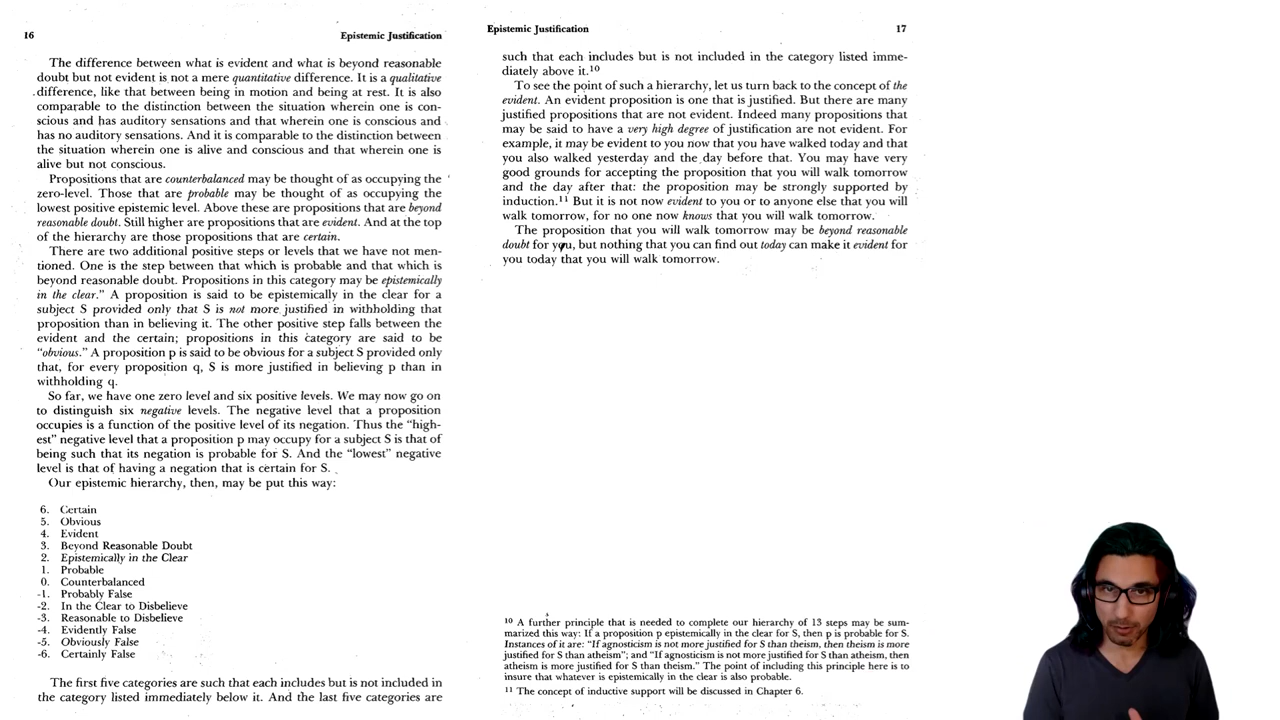 16
Epistemic Justification
The difference between what is evident and what is beyond reasonable
doubt but not evident is not a mere quantitative difference. It is a qualitative
difference, like that between being in motion and being at rest. It is also
comparable to the distinction between the situation wherein one is con-
scious and has auditory sensations and that wherein one is conscious and
has no auditory sensations. And it is comparable to the distinction between
the situation wherein one is alive and conscious and that wherein one is
alive but not conscious.
Propositions that are counterbalanced may be thought of as occupying the
zero-level. Those that are probable may be thought of as occupying the
lowest positive epistemic level. Above these are propositions that are beyond
reasonable doubt. Still higher are propositions that are evident. And at the top
of the hierarchy are those propositions that are certain.
There are two additional positive steps or levels that we have not men-
tioned. One is the step between that which is probable and that which is
beyond reasonable doubt. Propositions in this category may be epistemically
in the clear." A proposition is said to be epistemically in the clear for a
subject S provided only that S is not more justified in withholding that
proposition than in believing it. The other positive step falls between the
evident and the certain; propositions in this category are said to be
"obvious." A proposition p is said to be obvious for a subject S provided only
that, for every proposition q, S is more justified in believing p than in
withholding q.
So far, we have one zero level and six positive levels. We may now go on
to distinguish six negative levels. The negative level that a proposition
occupies is a function of the positive level of its negation. Thus the "high-
est" negative level that a proposition p may occupy for a subject S is that of
being such that its negation is probable for S. And the "lowest" negative
level is that of having a negation that is certain for S.
Our epistemic hierarchy, then, may be put this way:
6. Certain
5. Obvious
4. Evident
3. Beyond Reasonable Doubt
2. Epistemically in the Clear
1. Probable
0. Counterbalanced
-1. Probably False
-2. In the Clear to Disbelieve
-3. Reasonable to Disbelieve
-4. Evidently False
-5. Obviously False
-6. Certainly False
The first five categories are such that each includes but is not included in
the category listed immediately below it. And the last five categories are
Epistemic Justification
17
such that each includes but is not included in the category listed imme-
diately above it.10
To see the point of such a hierarchy, let us turn back to the concept of the
evident. An evident proposition is one that is justified. But there are many
justified propositions that are not evident. Indeed many propositions that
may be said to have a very high degree of justification are not evident. For
example, it may be evident to you now that you have walked today and that
you also walked yesterday and the day before that. You may have very
good grounds for accepting the proposition that you will walk tomorrow
and the day after that: the proposition may be strongly supported by
induction.11 But it is not now evident to you or to anyone else that you will
walk tomorrow, for no one now knows that you will walk tomorrow.
The proposition that you will walk tomorrow may be beyond reasonable
doubt for you, but nothing that you can find out today can make it evident for
you today that you will walk tomorrow.
10 A further principle that is needed to complete our hierarchy of 13 steps may be sum-
marized this way: If a proposition p epistemically in the clear for S, then p is probable for S.
Instances of it are: "If agnosticism is not more justified for S than theism, then theism is more
justified for S than atheism"; and "If agnosticism is not more justified for S than atheism, then
atheism is more justified for S than theism." The point of including this principle here is to
insure that whatever is epistemically in the clear is also probable.
11 The concept of inductive support will be discussed in Chapter 6.